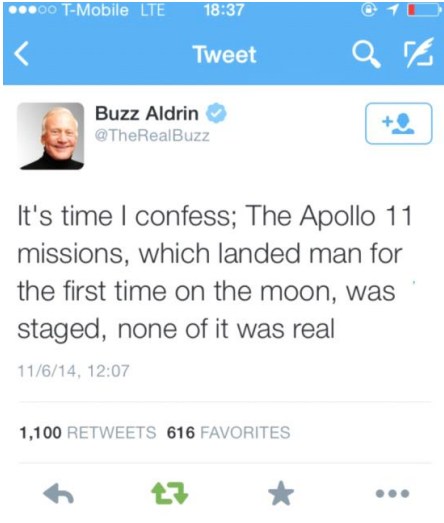 T-Mobile LTE 18:37
Tweet
Buzz Aldrin
@TheRealBuzz
It's time I confess; The Apollo 11
missions, which landed man for
the first time on the moon, was
staged, none of it was real
11/6/14, 12:07
1,100 RETWEETS 616 FAVORITES